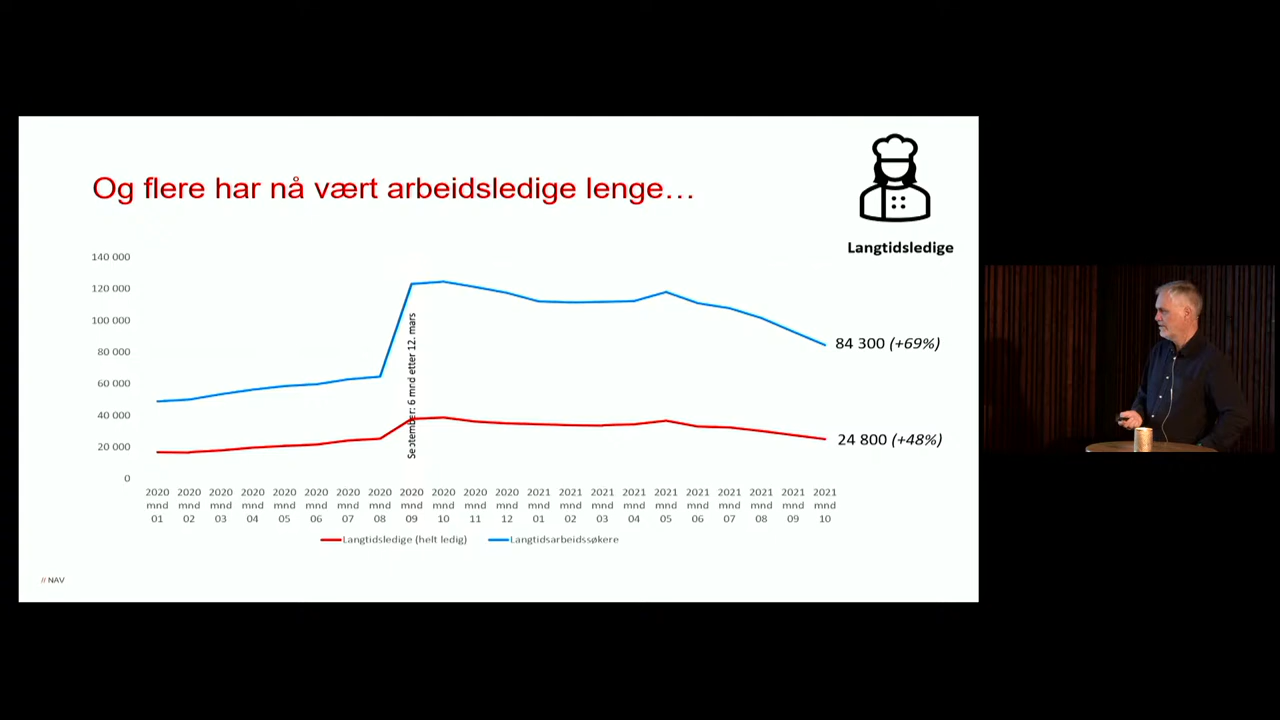 Og flere har nå vært arbeidsledige lenge…
Langtidsledige
140 000
120 000
100 000
80 000
60 000
40 000
20 000
0
September: 6 mnd etter 12. mars
84 300 (+69%)
24 800 (+48%)
2020 2020 2020 2020 2020 2020 2020 2020 2020 2020 2020 2020 2021 2021 2021 2021 2021 2021 2021 2021 2021 2021
mnd mnd mnd mnd mnd mnd mnd mnd mnd mnd mnd mnd mnd mnd mnd mnd mnd mnd mnd mnd mnd mnd
01 02 03 04 05 06 07 08 09 10 11 12 01 02 03 04 05 06 07 08 09 10
Langtidsledige (helt ledig) Langtidsarbeidssøkere
// NAV